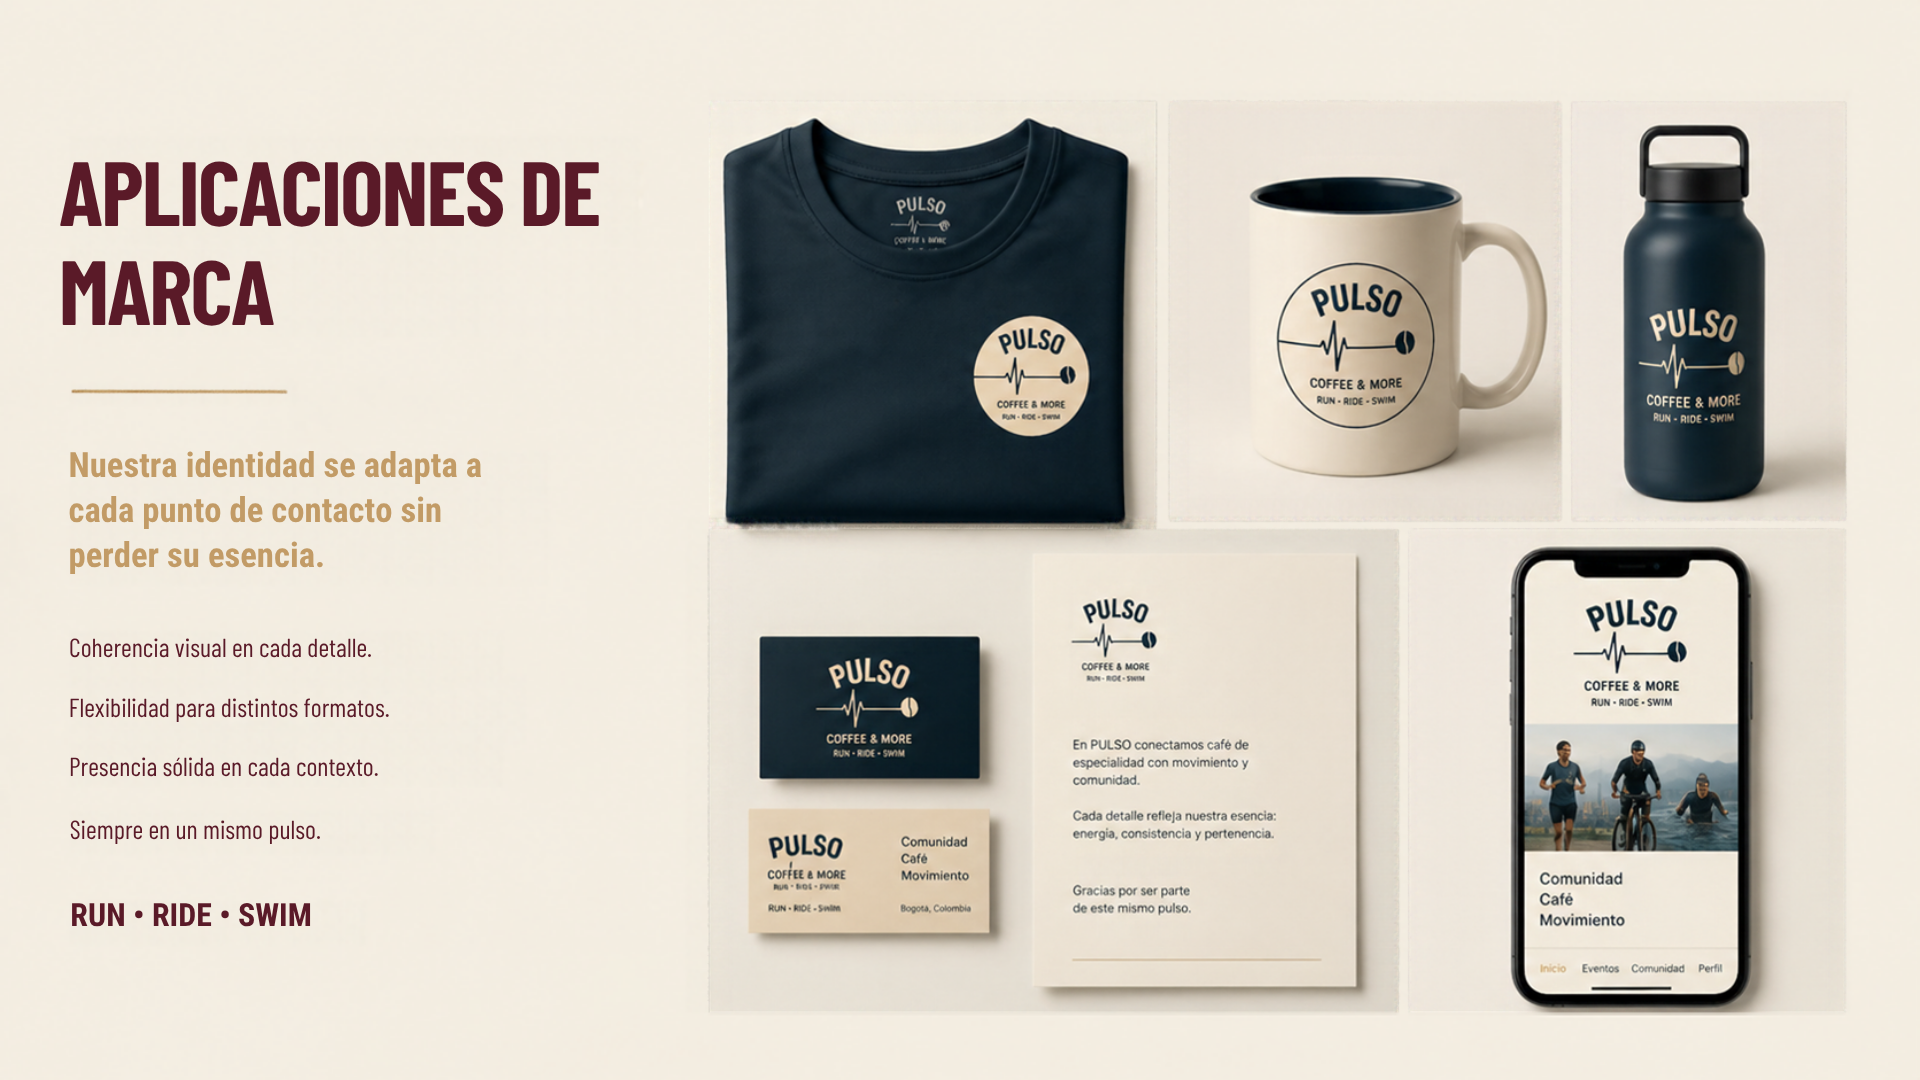 APLICACIONES DE
MARCA
Nuestra identidad se adapta a
cada punto de contacto sin
perder su esencia.
Coherencia visual en cada detalle.
Flexibilidad para distintos formatos.
Presencia sólida en cada contexto.
Siempre en un mismo pulso.
RUN • RIDE • SWIM
PULSO
PULSO
COFFEE & MORE
RUN - RIDE - SWIM
PULSO
COFFEE & MORE
RUN - RIDE - SWIM
PULSO
COFFEE & MORE
RUN - RIDE - SWIM
PULSO
COFFEE & MORE
RUN - RIDE - SWIM
PULSO
COFFEE & MORE
RUN - RIDE - SWIM
Comunidad
Café
Movimiento
Bogotá, Colombia
PULSO
COFFEE & MORE
RUN - RIDE - SWIM
En PULSO conectamos café de
especialidad con movimiento y
comunidad.
Cada detalle refleja nuestra esencia:
energía, consistencia y pertenencia.
Gracias por ser parte
de este mismo pulso.
PULSO
COFFEE & MORE
RUN • RIDE • SWIM
Comunidad
Café
Movimiento
Inicio Eventos Comunidad Perfil